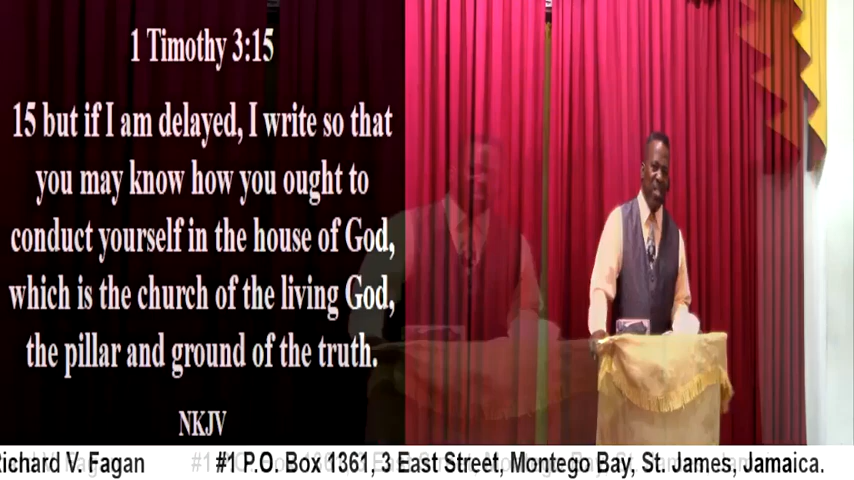 1 Timothy 3:15
15 but if I am delayed, I write so that
you may know how you ought to
conduct yourself in the house of God,
which is the church of the living God,
the pillar and ground of the truth.
NKJV
Richard V. Fagan #1 P.O. Box 1361, 3 East Street, Montego Bay, St. James, Jamaica.